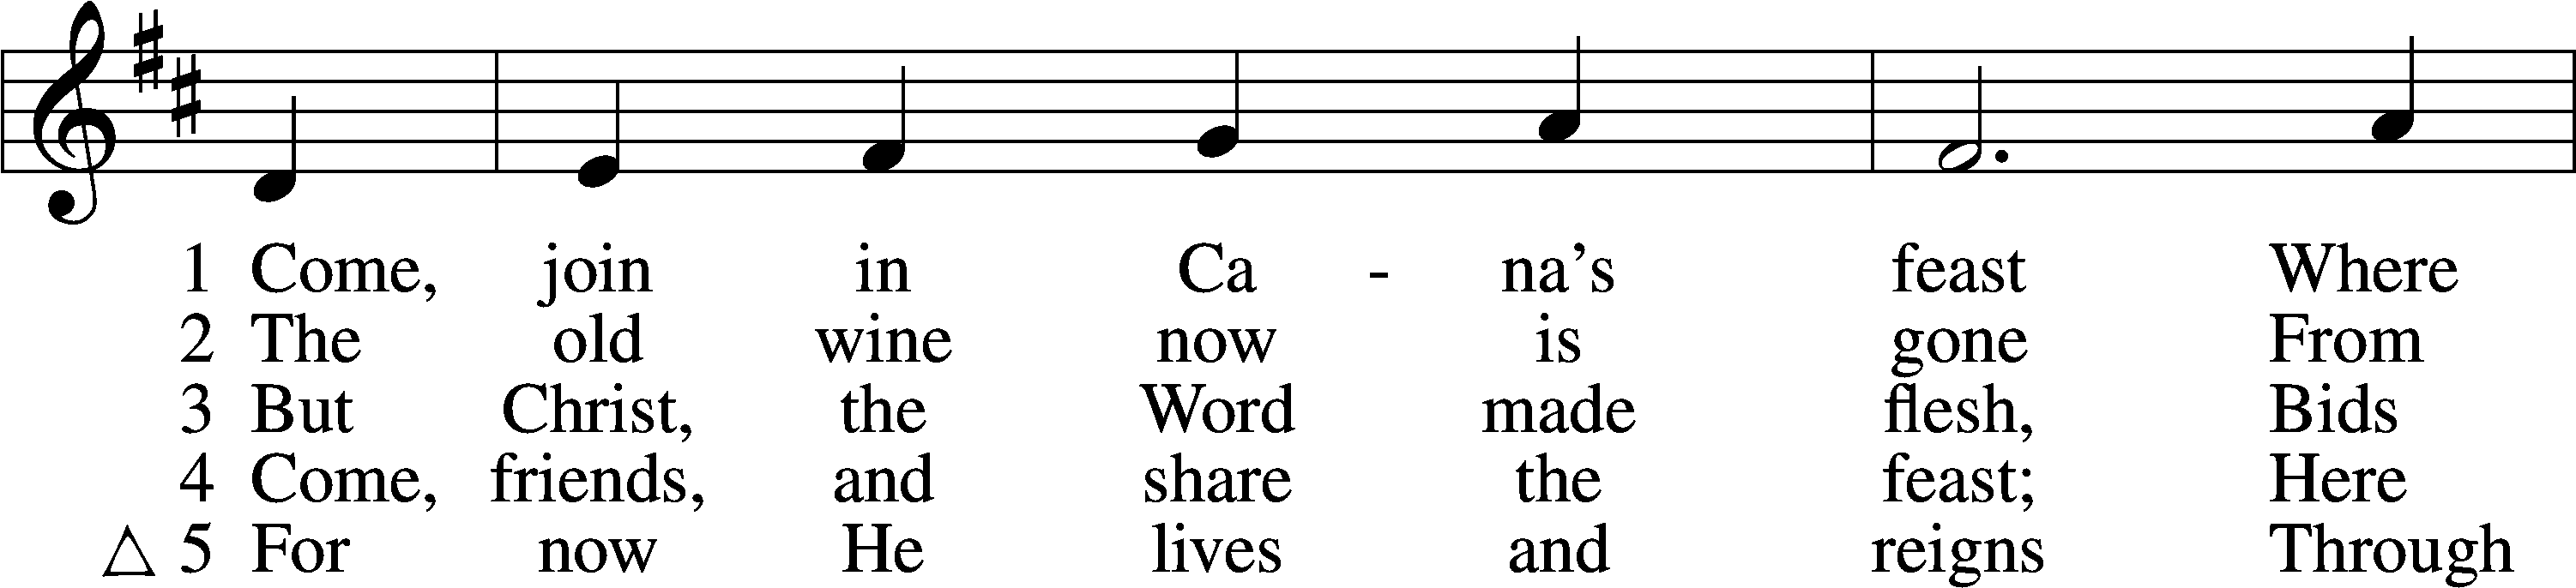 1 Come, join in Ca - na's feast Where
2 The old wine now is gone From
3 But Christ, the Word made flesh, Bids
4 Come, friends, and share the feast; Here
△ 5 For now He lives and reigns Through